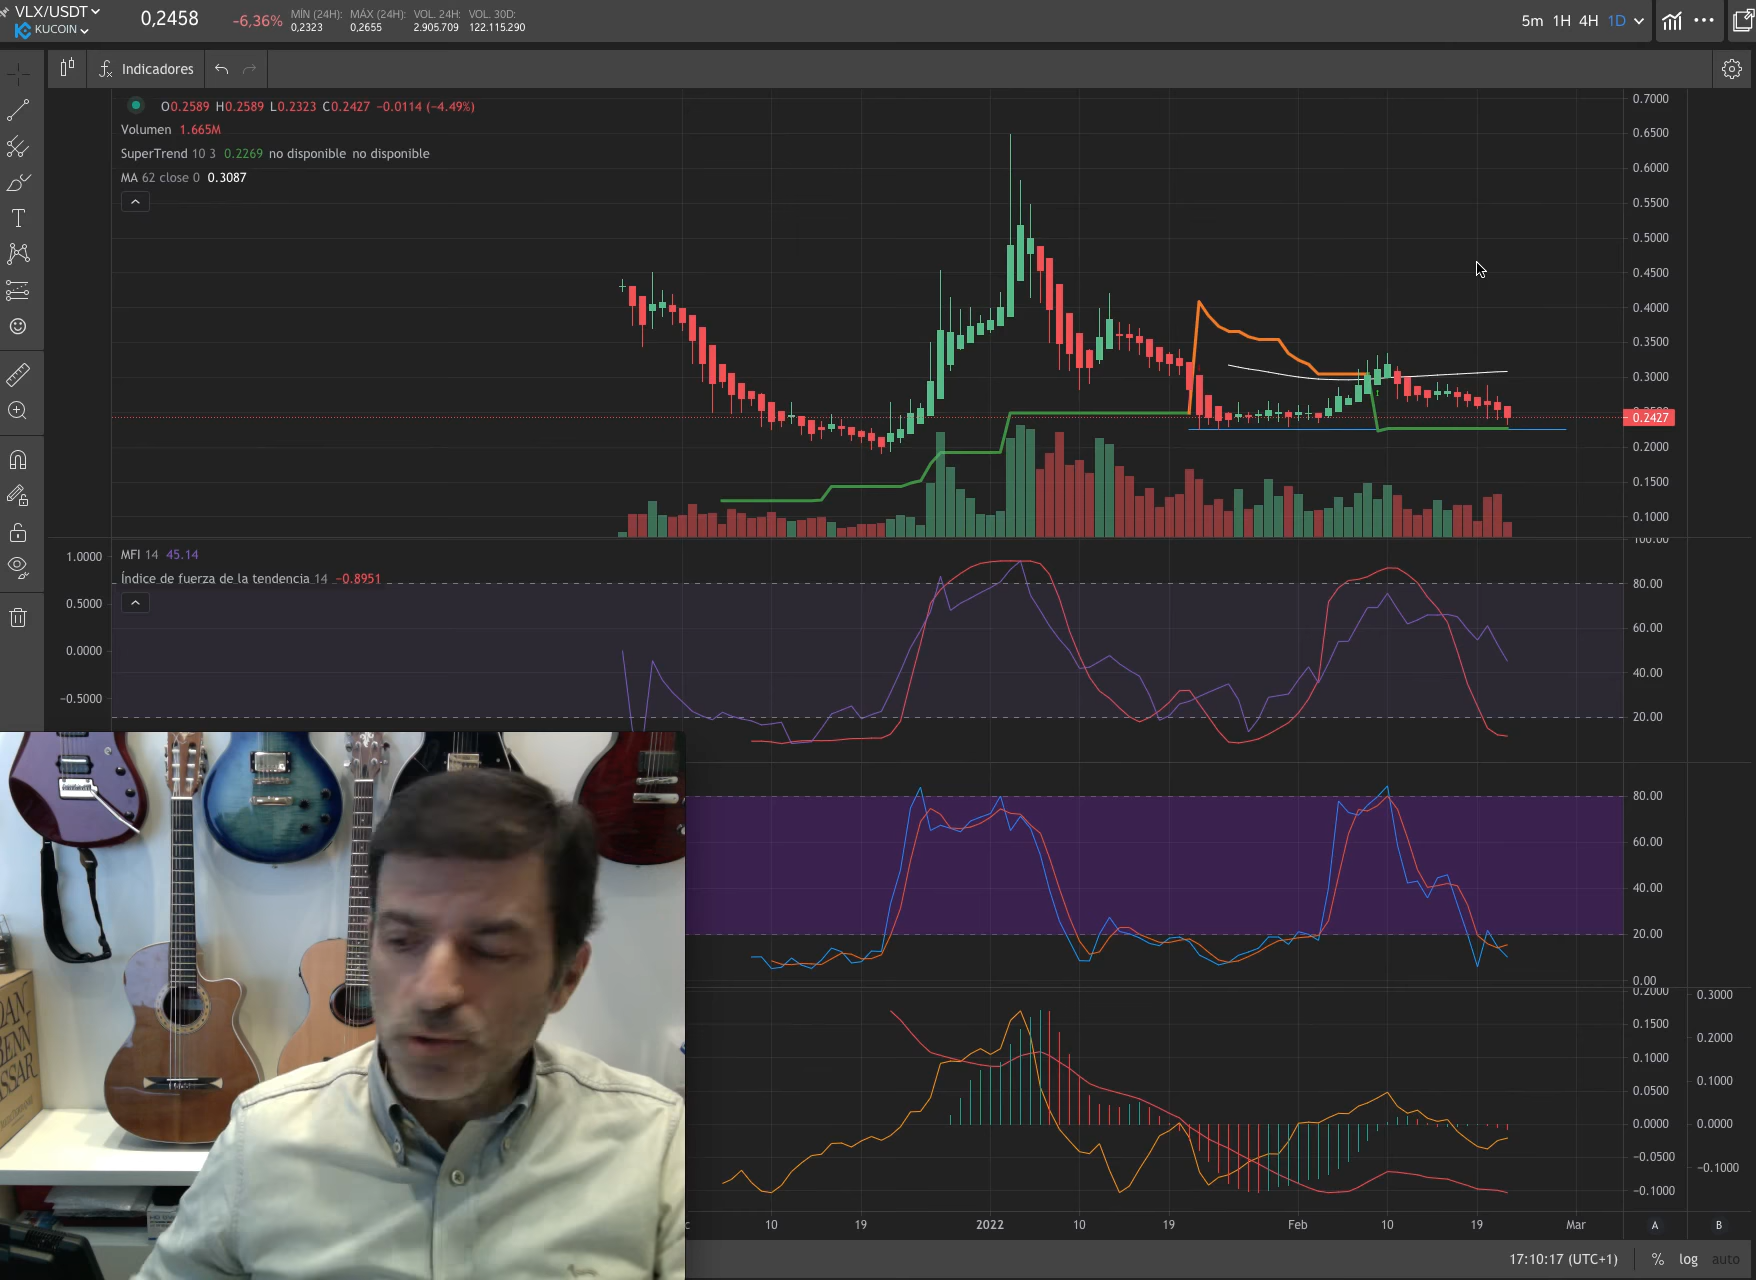 VLX/USDT
KUCOIN
0,2458
-6,36%
MÍN (24H):
0,2323
MÁX (24H):
0,2655
VOL. 24H:
2.905.709
VOL. 30D:
122.115.290
5m 1H 4H 1D
Indicadores
O0.2589 H0.2589 L0.2323 C0.2427 −0.0114 (−4.49%)
Volumen 1.665M
SuperTrend 10 3 0.2269 no disponible no disponible
MA 62 close 0 0.3087
0.7000
0.6500
0.6000
0.5500
0.5000
0.4500
0.4000
0.3500
0.3000
0.2427
0.2000
0.1500
0.1000
MFI 14 45.14
Índice de fuerza de la tendencia 14 −0.8951
1.0000
0.5000
0.0000
−0.5000
100.00
80.00
60.00
40.00
20.00
80.00
60.00
40.00
20.00
0.00
0.2000
0.1500
0.1000
0.0500
0.0000
−0.0500
−0.1000
0.3000
0.2000
0.1000
0.0000
−0.1000
10 19 2022 10 19 Feb 10 19 Mar A B
17:10:17 (UTC+1) % log auto